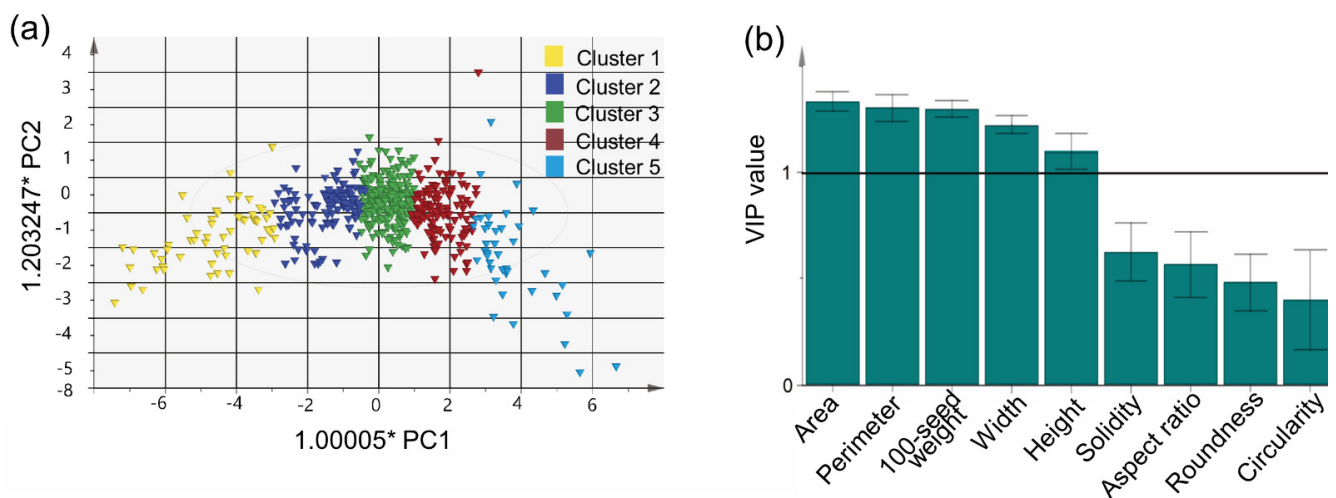 (a)
4
3
2
1
0
-1
-2
-3
-4
-5
-8
1.203247* PC2
-6
-4
-2
0
2
4
6
1.00005* PC1
Cluster 1
Cluster 2
Cluster 3
Cluster 4
Cluster 5
(b)
VIP value
1
0
Area
Perimeter
100-seed
weight
Width
Height
Solidity
Aspect ratio
Roundness
Circularity